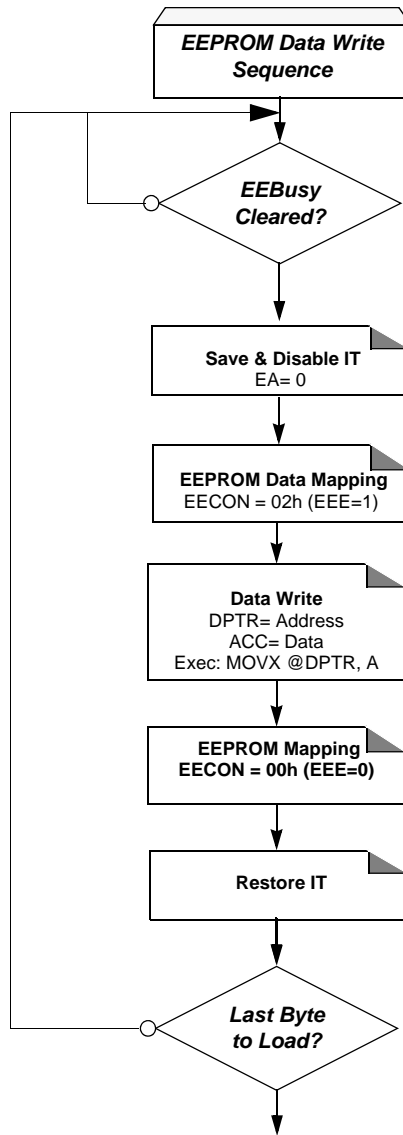 EEPROM Data Write
Sequence
EEBusy
Cleared?
Save & Disable IT
EA= 0
EEPROM Data Mapping
EECON = 02h (EEE=1)
Data Write
DPTR= Address
ACC= Data
Exec: MOVX @DPTR, A
EEPROM Mapping
EECON = 00h (EEE=0)
Restore IT
Last Byte
to Load?